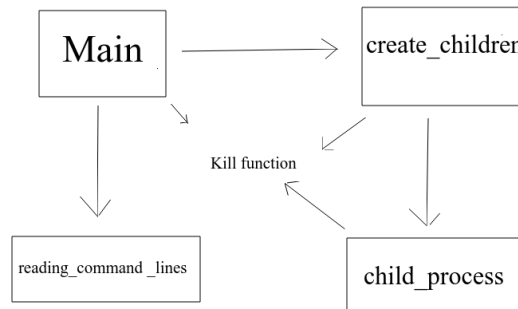 Main
create_children
Kill function
reading_command _lines
child_process